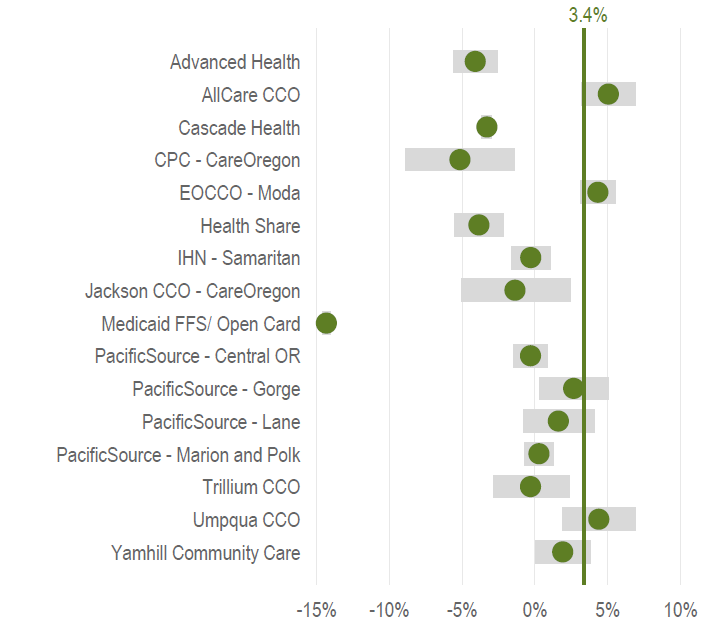 3.4%
Advanced Health
AllCare CCO
Cascade Health
CPC - CareOregon
EOCCO - Moda
Health Share
IHN - Samaritan
Jackson CCO - CareOregon
Medicaid FFS/ Open Card
PacificSource - Central OR
PacificSource - Gorge
PacificSource - Lane
PacificSource - Marion and Polk
Trillium CCO
Umpqua CCO
Yamhill Community Care
-15% -10% -5% 0% 5% 10%